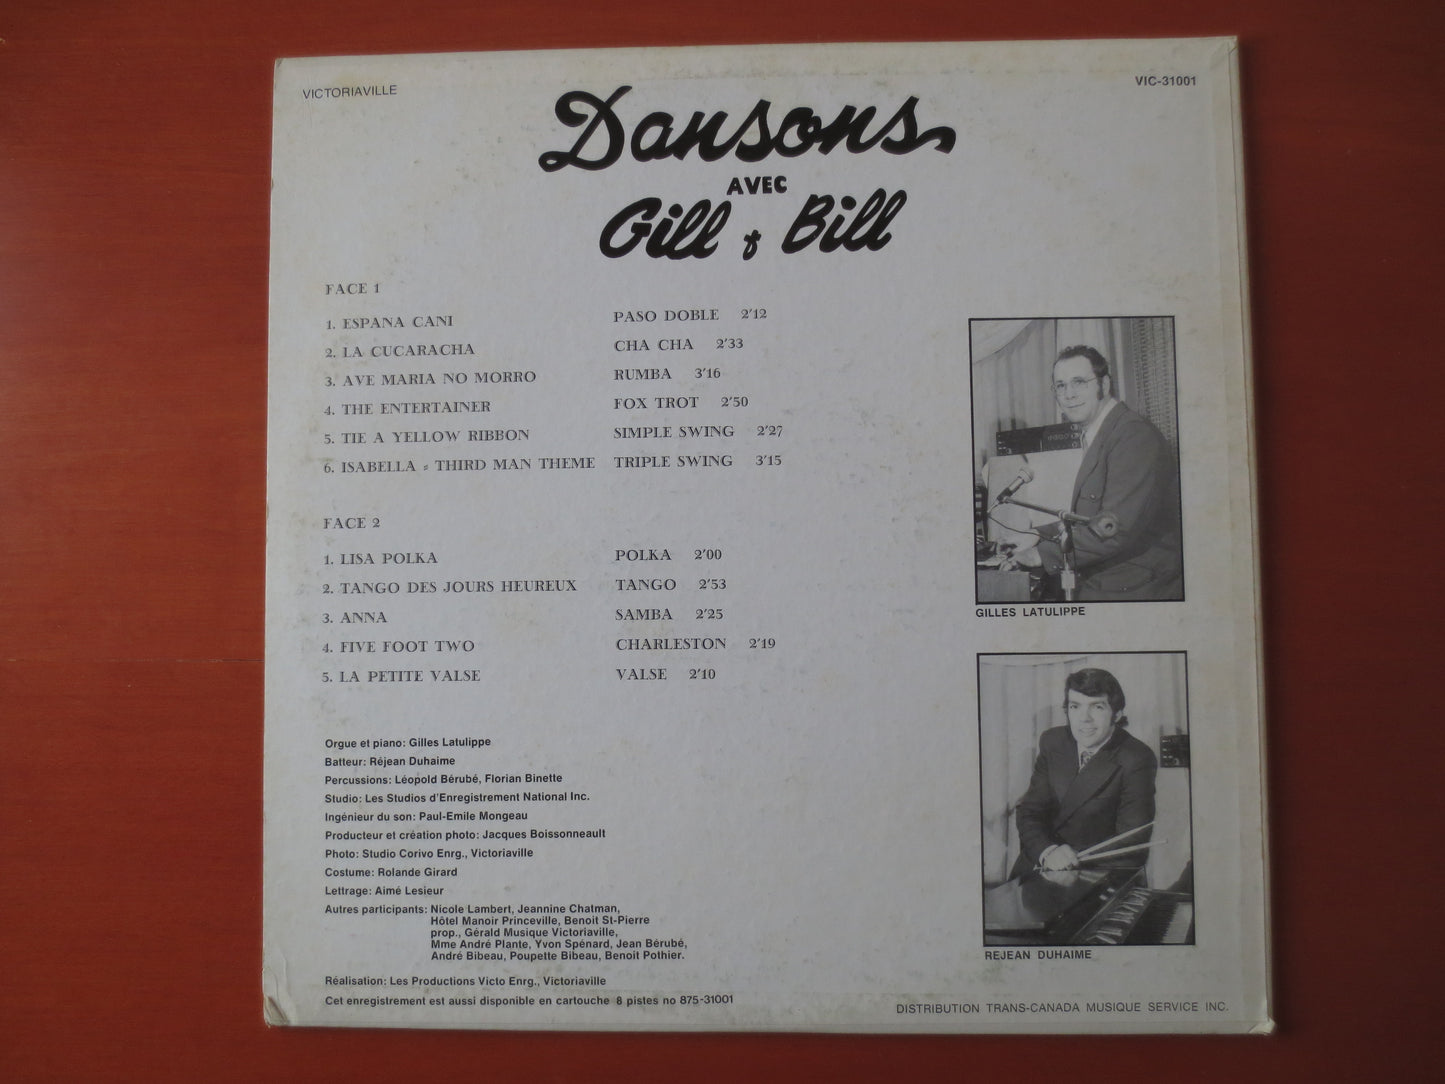 VICTORIAVILLE
VIC-31001
Dansons
AVEC
Gill & Bill
FACE 1
1. ESPANA CANI PASO DOBLE 2'12
2. LA CUCARACHA CHA CHA 2'33
3. AVE MARIA NO MORRO RUMBA 3'16
4. THE ENTERTAINER FOX TROT 2'50
5. TIE A YELLOW RIBBON SIMPLE SWING 2'27
6. ISABELLA - THIRD MAN THEME TRIPLE SWING 3'15
FACE 2
1. LISA POLKA POLKA 2'00
2. TANGO DES JOURS HEUREUX TANGO 2'53
3. ANNA SAMBA 2'25
4. FIVE FOOT TWO CHARLESTON 2'19
5. LA PETITE VALSE VALSE 2'10
GILLES LATULIPPE
REJEAN DUHAIME
Orgue et piano: Gilles Latulippe
Batteur: Réjean Duhaime
Percussions: Léopold Bérubé, Florian Binette
Studio: Les Studios d'Enregistrement National Inc.
Ingénieur du son: Paul-Emile Mongeau
Producteur et création photo: Jacques Boissonneault
Photo: Studio Corivo Enrg., Victoriaville
Costume: Rolande Girard
Lettrage: Aimé Lesieur
Autres participants: Nicole Lambert, Jeannine Chatman,
Hôtel Manoir Princeville, Benoit St-Pierre
prop., Gérald Musique Victoriaville,
Mme André Plante, Yvon Spénard, Jean Bérubé,
André Bibeau, Poupette Bibeau, Benoit Pothier.
Réalisation: Les Productions Victo Enrg., Victoriaville
Cet enregistrement est aussi disponible en cartouche 8 pistes no 875-31001
DISTRIBUTION TRANS-CANADA MUSIQUE SERVICE INC.